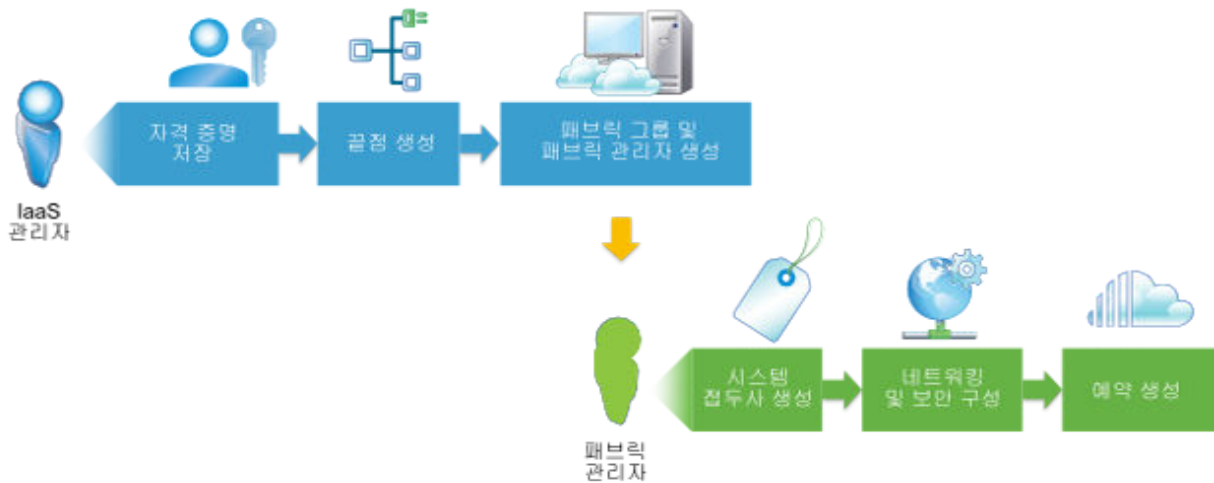 자격 증명
저장
끝점 생성
패브릭 그룹 및
패브릭 관리자 생성
IaaS
관리자
시스템
접두사 생성
네트워킹
및 보안 구성
예약 생성
패브릭
관리자